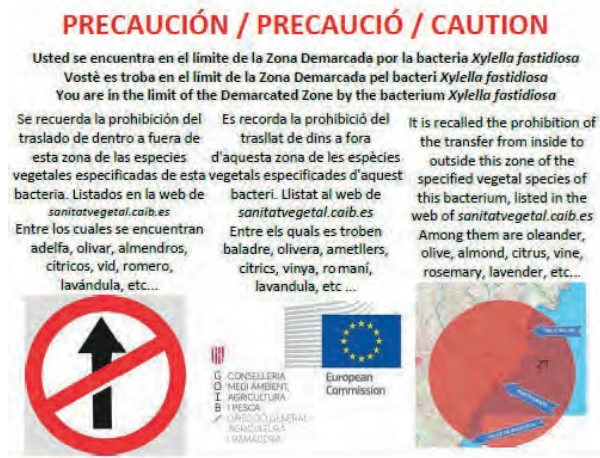 PRECAUCIÓN / PRECAUCIÓ / CAUTION
Usted se encuentra en el límite de la Zona Demarcada por la bacteria Xylella fastidiosa
Vostè es troba en el límit de la Zona Demarcada pel bacteri Xylella fastidiosa
You are in the limit of the Demarcated Zone by the bacterium Xylella fastidiosa
Se recuerda la prohibición del
traslado de dentro a fuera de
esta zona de las especies
vegetales especificadas de esta
bacteria. Listados en la web de
sanitatvegetal.caib.es
Entre los cuales se encuentran
adelfa, olivar, almendros,
cítricos, vid, romero,
lavándula, etc...
Es recorda la prohibició del
trasllat de dins a fora
d'aquesta zona de les espècies
vegetals especificades d'aquest
bacteri. Llistat al web de
sanitatvegetal.caib.es
Entre els quals es troben
baladre, olivera, ametllers,
cítrics, vinya, romaní,
lavandula, etc ...
It is recalled the prohibition of
the transfer from inside to
outside this zone of the
specified vegetal species of
this bacterium, listed in the
web of sanitatvegetal.caib.es
Among them are oleander,
olive, almond, citrus, vine,
rosemary, lavender, etc...
G CONSELLERIA
O MEDI AMBIENT,
I AGRICULTURA
B I PESCA
DIRECCIÓ GENERAL
AGRICULTURA
I RAMADERIA
European
Commission
ZT